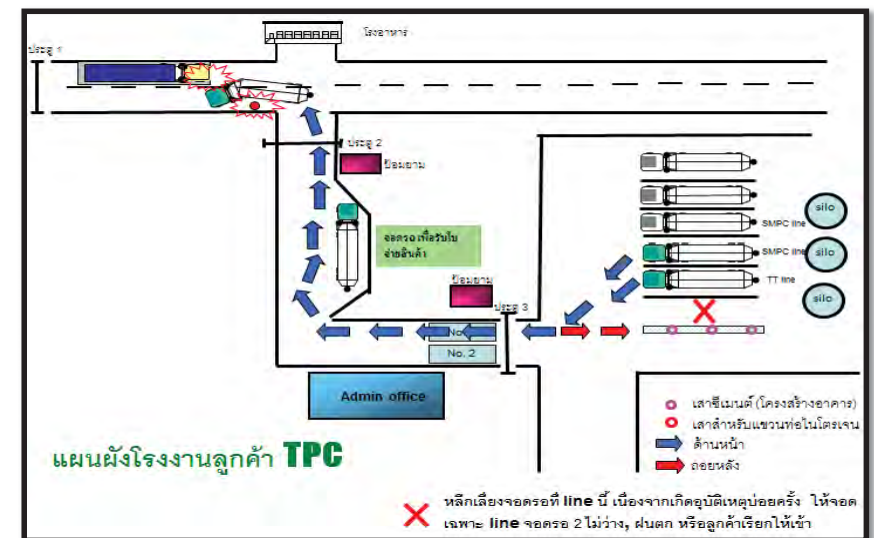 โรงอาหาร
ประตู 1
ประตู 2
ป้อมยาม
จอดรอเพื่อรับใบ
จ่ายสินค้า
ป้อมยาม
ประตู 3
silo
SMPC line
SMPC line
silo
TT line
silo
No.
No. 2
Admin office
เสาซีเมนต์ (โครงสร้างอาคาร)
เสาสำหรับแขวนท่อไนโตรเจน
ด้านหน้า
ถอยหลัง
แผนผังโรงงานลูกค้า TPC
หลีกเลี่ยงจอดรอที่ line นี้ เนื่องจากเกิดอุบัติเหตุบ่อยครั้ง ให้จอด
เฉพาะ line จอดรอ 2 ไม่ว่าง, ฝนตก หรือลูกค้าเรียกให้เข้า